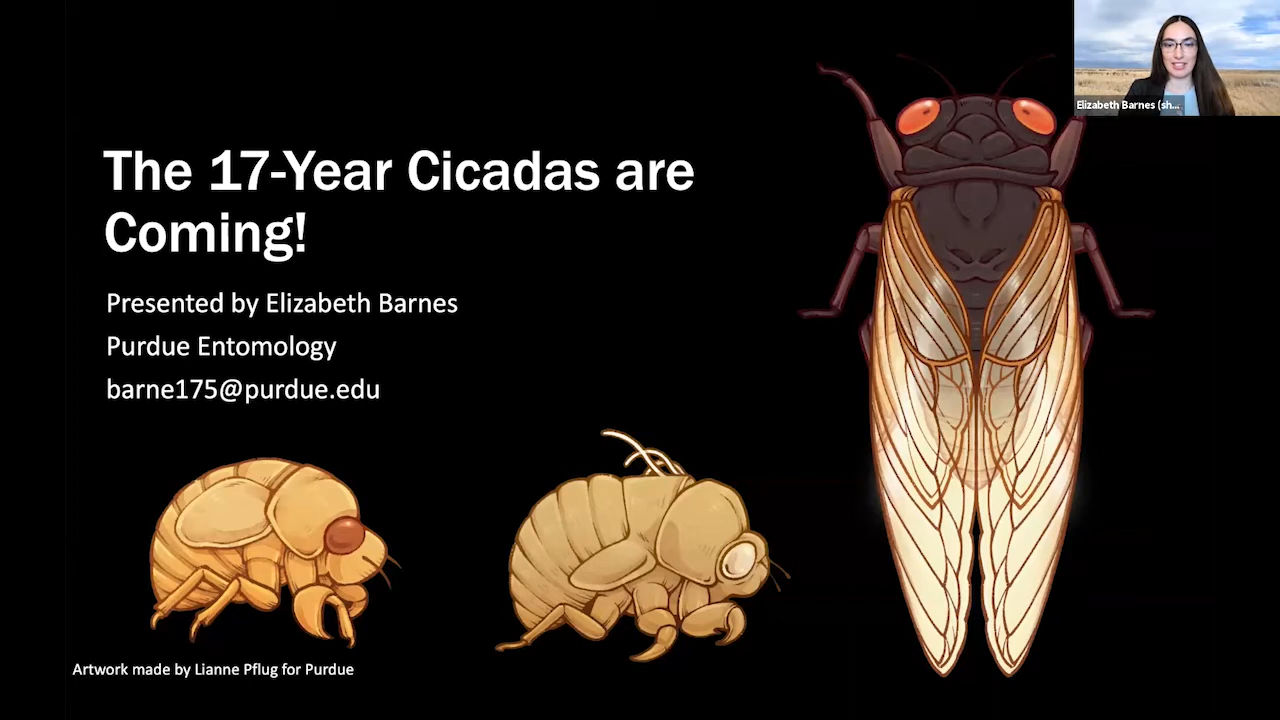 Elizabeth Barnes (sh...
The 17-Year Cicadas are
Coming!
Presented by Elizabeth Barnes
Purdue Entomology
barne175@purdue.edu
Artwork made by Lianne Pflug for Purdue